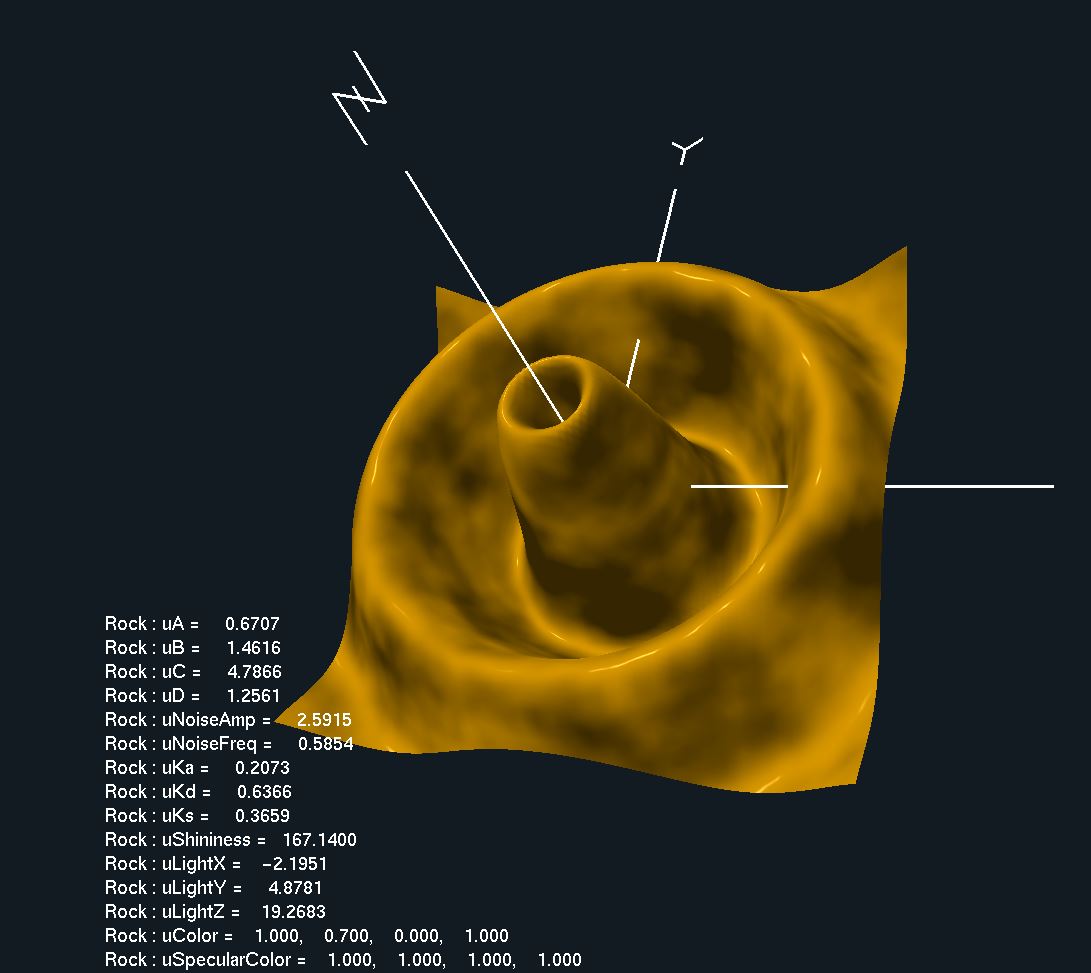 Z
Y
Rock : uA = 0.6707
Rock : uB = 1.4616
Rock : uC = 4.7866
Rock : uD = 1.2561
Rock : uNoiseAmp = 2.5915
Rock : uNoiseFreq = 0.5854
Rock : uKa = 0.2073
Rock : uKd = 0.6366
Rock : uKs = 0.3659
Rock : uShininess = 167.1400
Rock : uLightX = −2.1951
Rock : uLightY = 4.8781
Rock : uLightZ = 19.2683
Rock : uColor = 1.000, 0.700, 0.000, 1.000
Rock : uSpecularColor = 1.000, 1.000, 1.000, 1.000